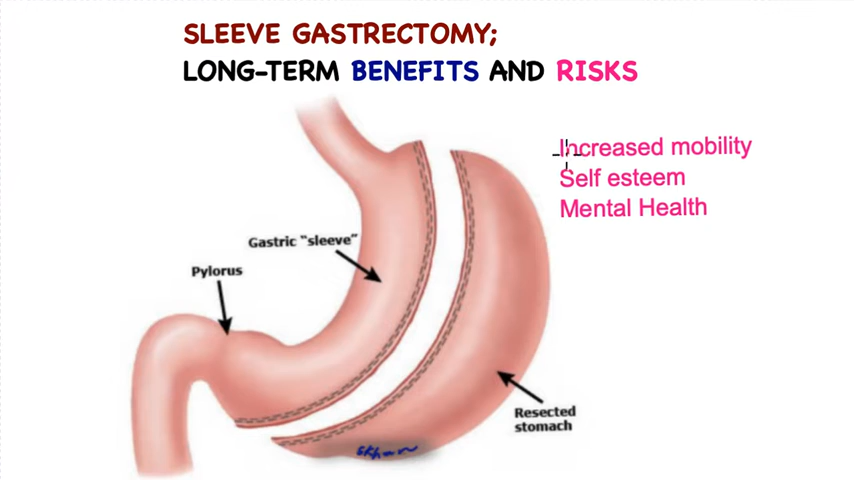 SLEEVE GASTRECTOMY;
LONG-TERM BENEFITS AND RISKS
Increased mobility
Self esteem
Mental Health
Gastric “sleeve”
Pylorus
Resected
stomach